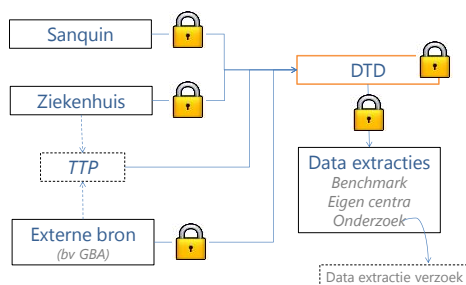 Sanquin
DTD
Ziekenhuis
TTP
Data extracties
Benchmark
Eigen centra
Onderzoek
Externe bron
(bv GBA)
Data extractie verzoek